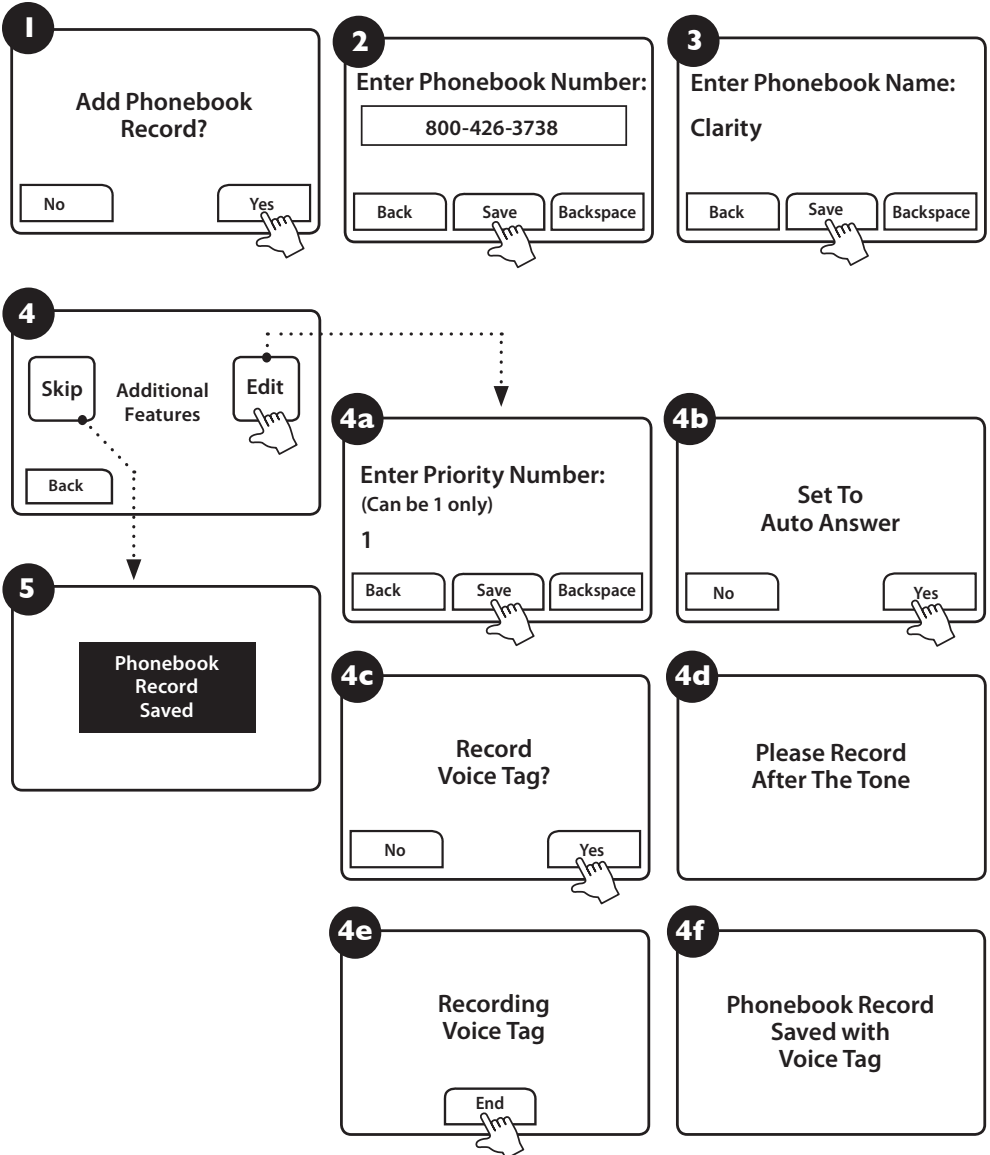 1
Add Phonebook
Record?
No
Yes
2
Enter Phonebook Number:
800-426-3738
Back
Save
Backspace
3
Enter Phonebook Name:
Clarity
Back
Save
Backspace
4
Skip
Additional
Features
Edit
Back
4a
Enter Priority Number:
(Can be 1 only)
1
Back
Save
Backspace
4b
Set To
Auto Answer
No
Yes
5
Phonebook
Record
Saved
4c
Record
Voice Tag?
No
Yes
4d
Please Record
After The Tone
4e
Recording
Voice Tag
End
4f
Phonebook Record
Saved with
Voice Tag